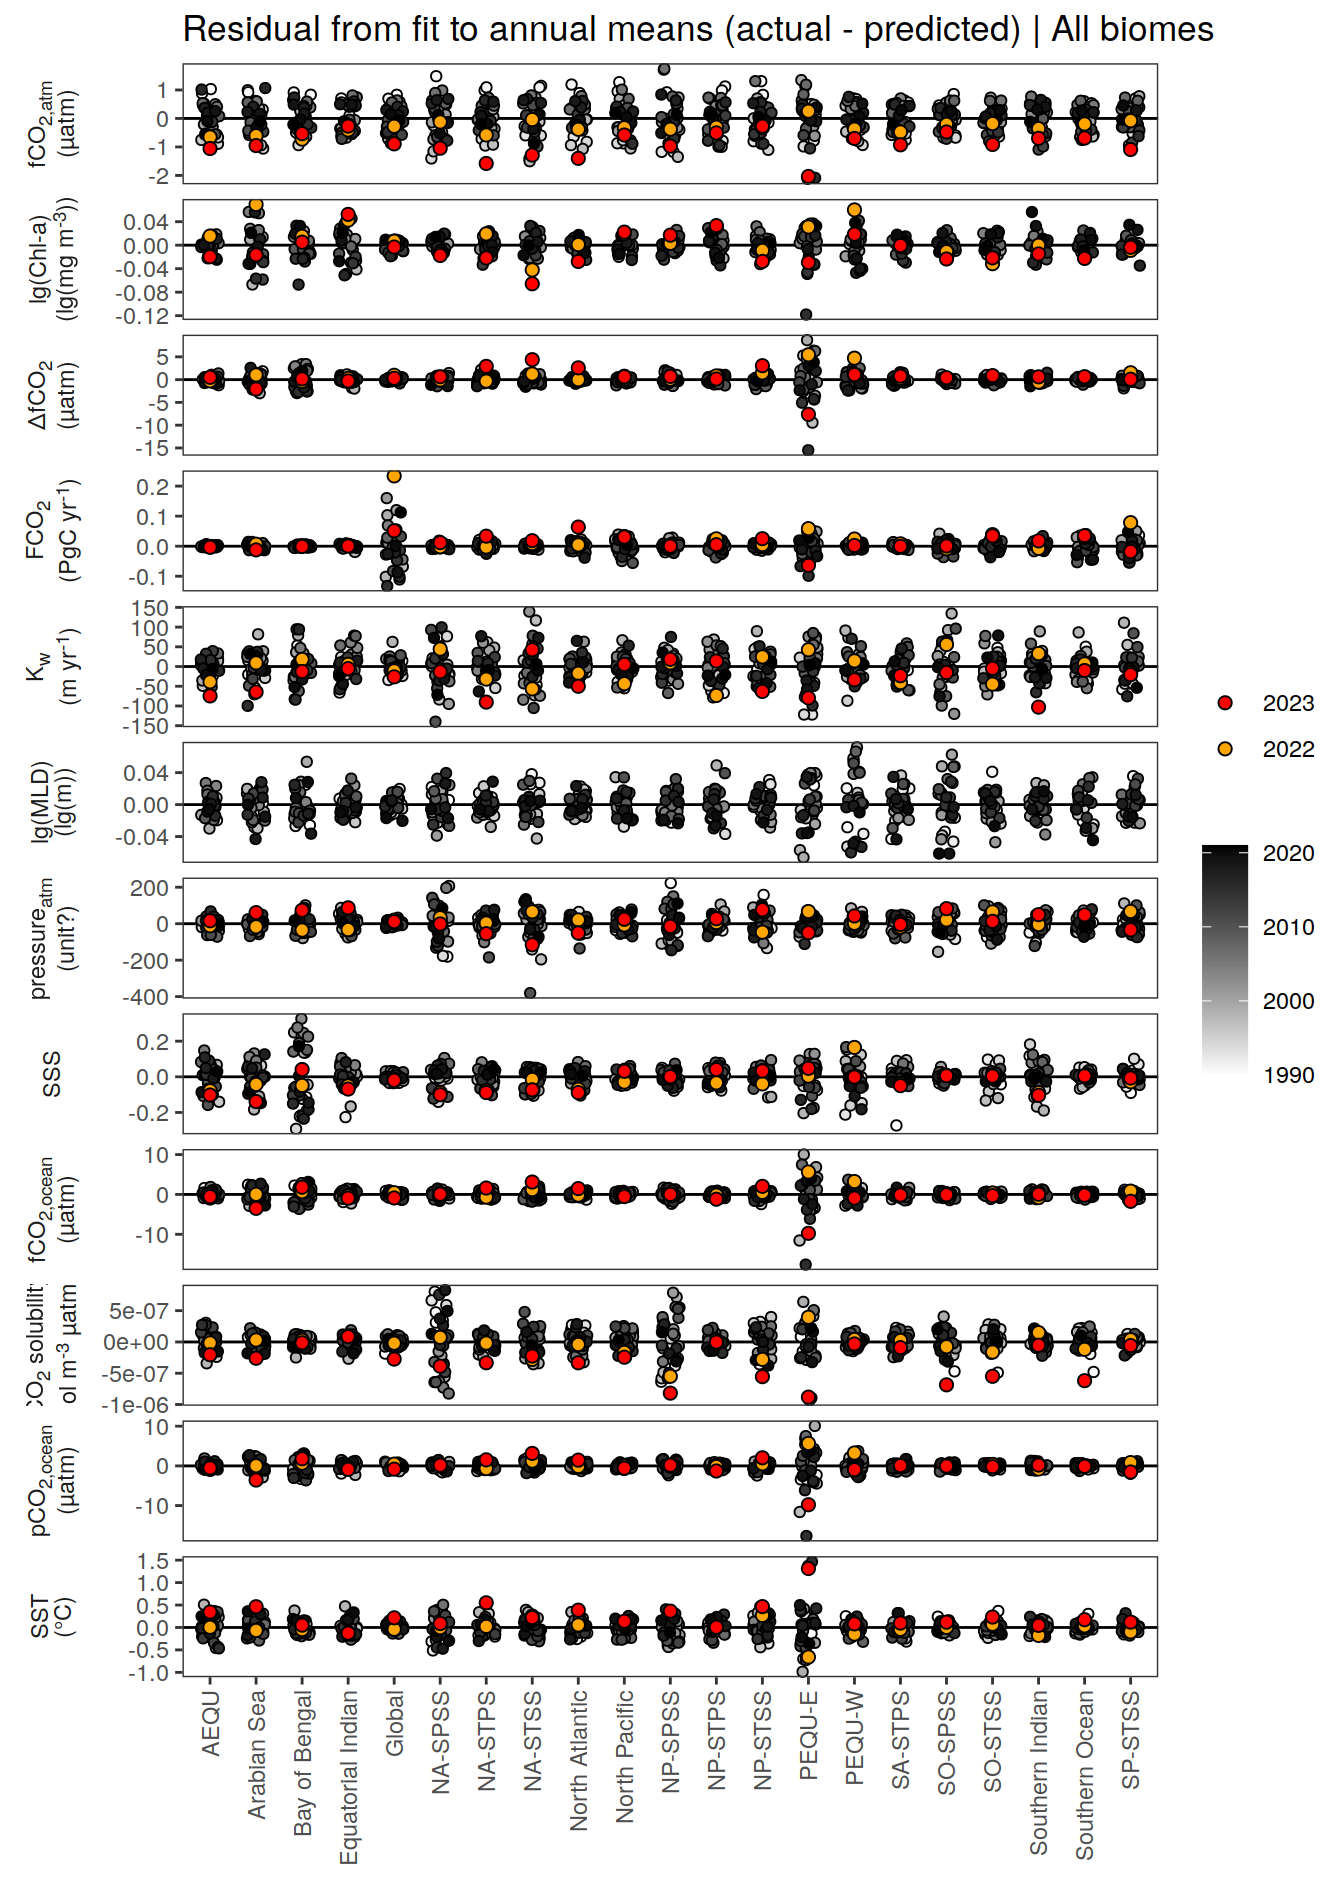 Residual from fit to annual means (actual - predicted) | All biomes
fCO2,atm
(µatm)
1
0
-1
-2
lg(Chl-a)
(lg(mg m-3))
0.04
0.00
-0.04
-0.08
-0.12
ΔfCO2
(µatm)
5
0
-5
-10
-15
FCO2
(PgC yr-1)
0.2
0.1
0.0
-0.1
Kw
(m yr-1)
150
100
50
0
-50
-100
-150
lg(MLD)
(lg(m))
0.04
0.00
-0.04
pressureatm
(unit?)
200
0
-200
-400
SSS
0.2
0.0
-0.2
fCO2,ocean
(µatm)
10
0
-10
CO2 solubility
ol m-3 µatm
5e-07
0e+00
-5e-07
-1e-06
pCO2,ocean
(µatm)
10
0
-10
SST
(°C)
1.5
1.0
0.5
0.0
-0.5
-1.0
AEQU
Arabian Sea
Bay of Bengal
Equatorial Indian
Global
NA-SPSS
NA-STPS
NA-STSS
North Atlantic
North Pacific
NP-SPSS
NP-STPS
NP-STSS
PEQU-E
PEQU-W
SA-STPS
SO-SPSS
SO-STSS
Southern Indian
Southern Ocean
SP-STSS
2023
2022
2020
2010
2000
1990